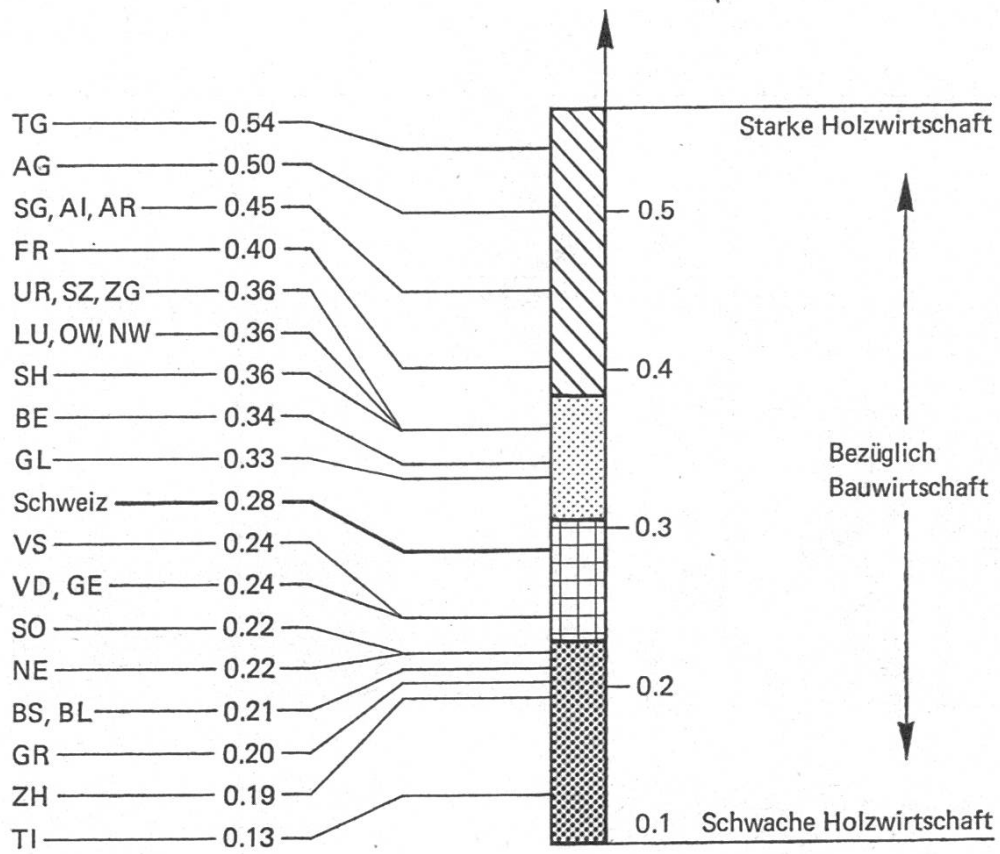 TG 0.54
Starke Holzwirtschaft
AG 0.50
SG, AI, AR 0.45
0.5
FR 0.40
UR, SZ, ZG 0.36
LU, OW, NW 0.36
0.4
SH 0.36
BE 0.34
GL 0.33
Bezüglich
Bauwirtschaft
Schweiz 0.28
0.3
VS 0.24
VD, GE 0.24
SO 0.22
NE 0.22
0.2
BS, BL 0.21
GR 0.20
ZH 0.19
TI 0.13
0.1 Schwache Holzwirtschaft